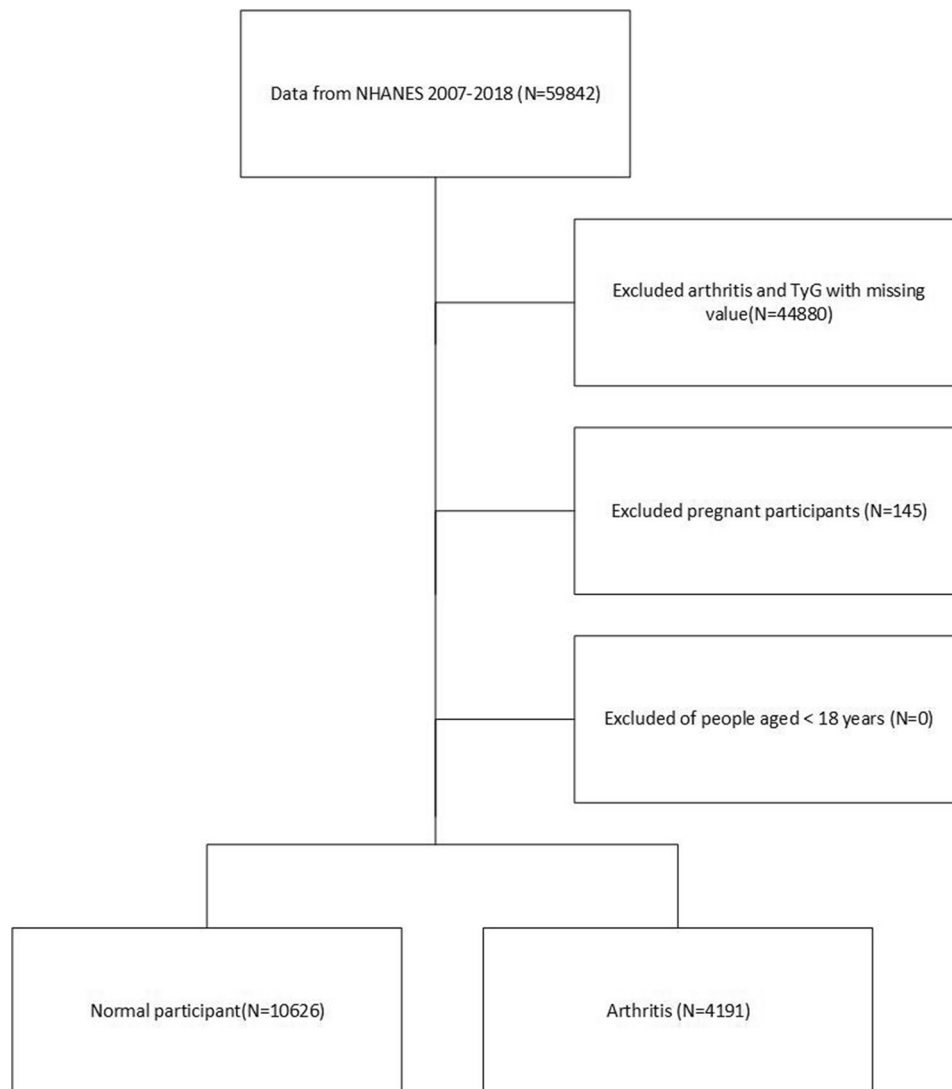 Data from NHANES 2007-2018 (N=59842)
Excluded arthritis and TyG with missing
value(N=44880)
Excluded pregnant participants (N=145)
Excluded of people aged < 18 years (N=0)
Normal participant(N=10626)
Arthritis (N=4191)